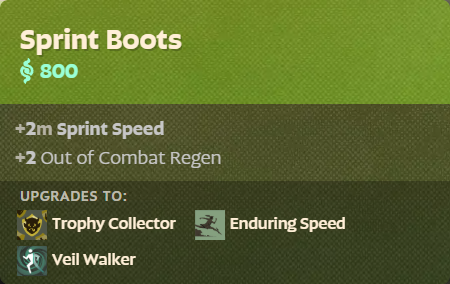 Sprint Boots
800
+2m Sprint Speed
+2 Out of Combat Regen
UPGRADES TO:
Trophy Collector Enduring Speed
Veil Walker